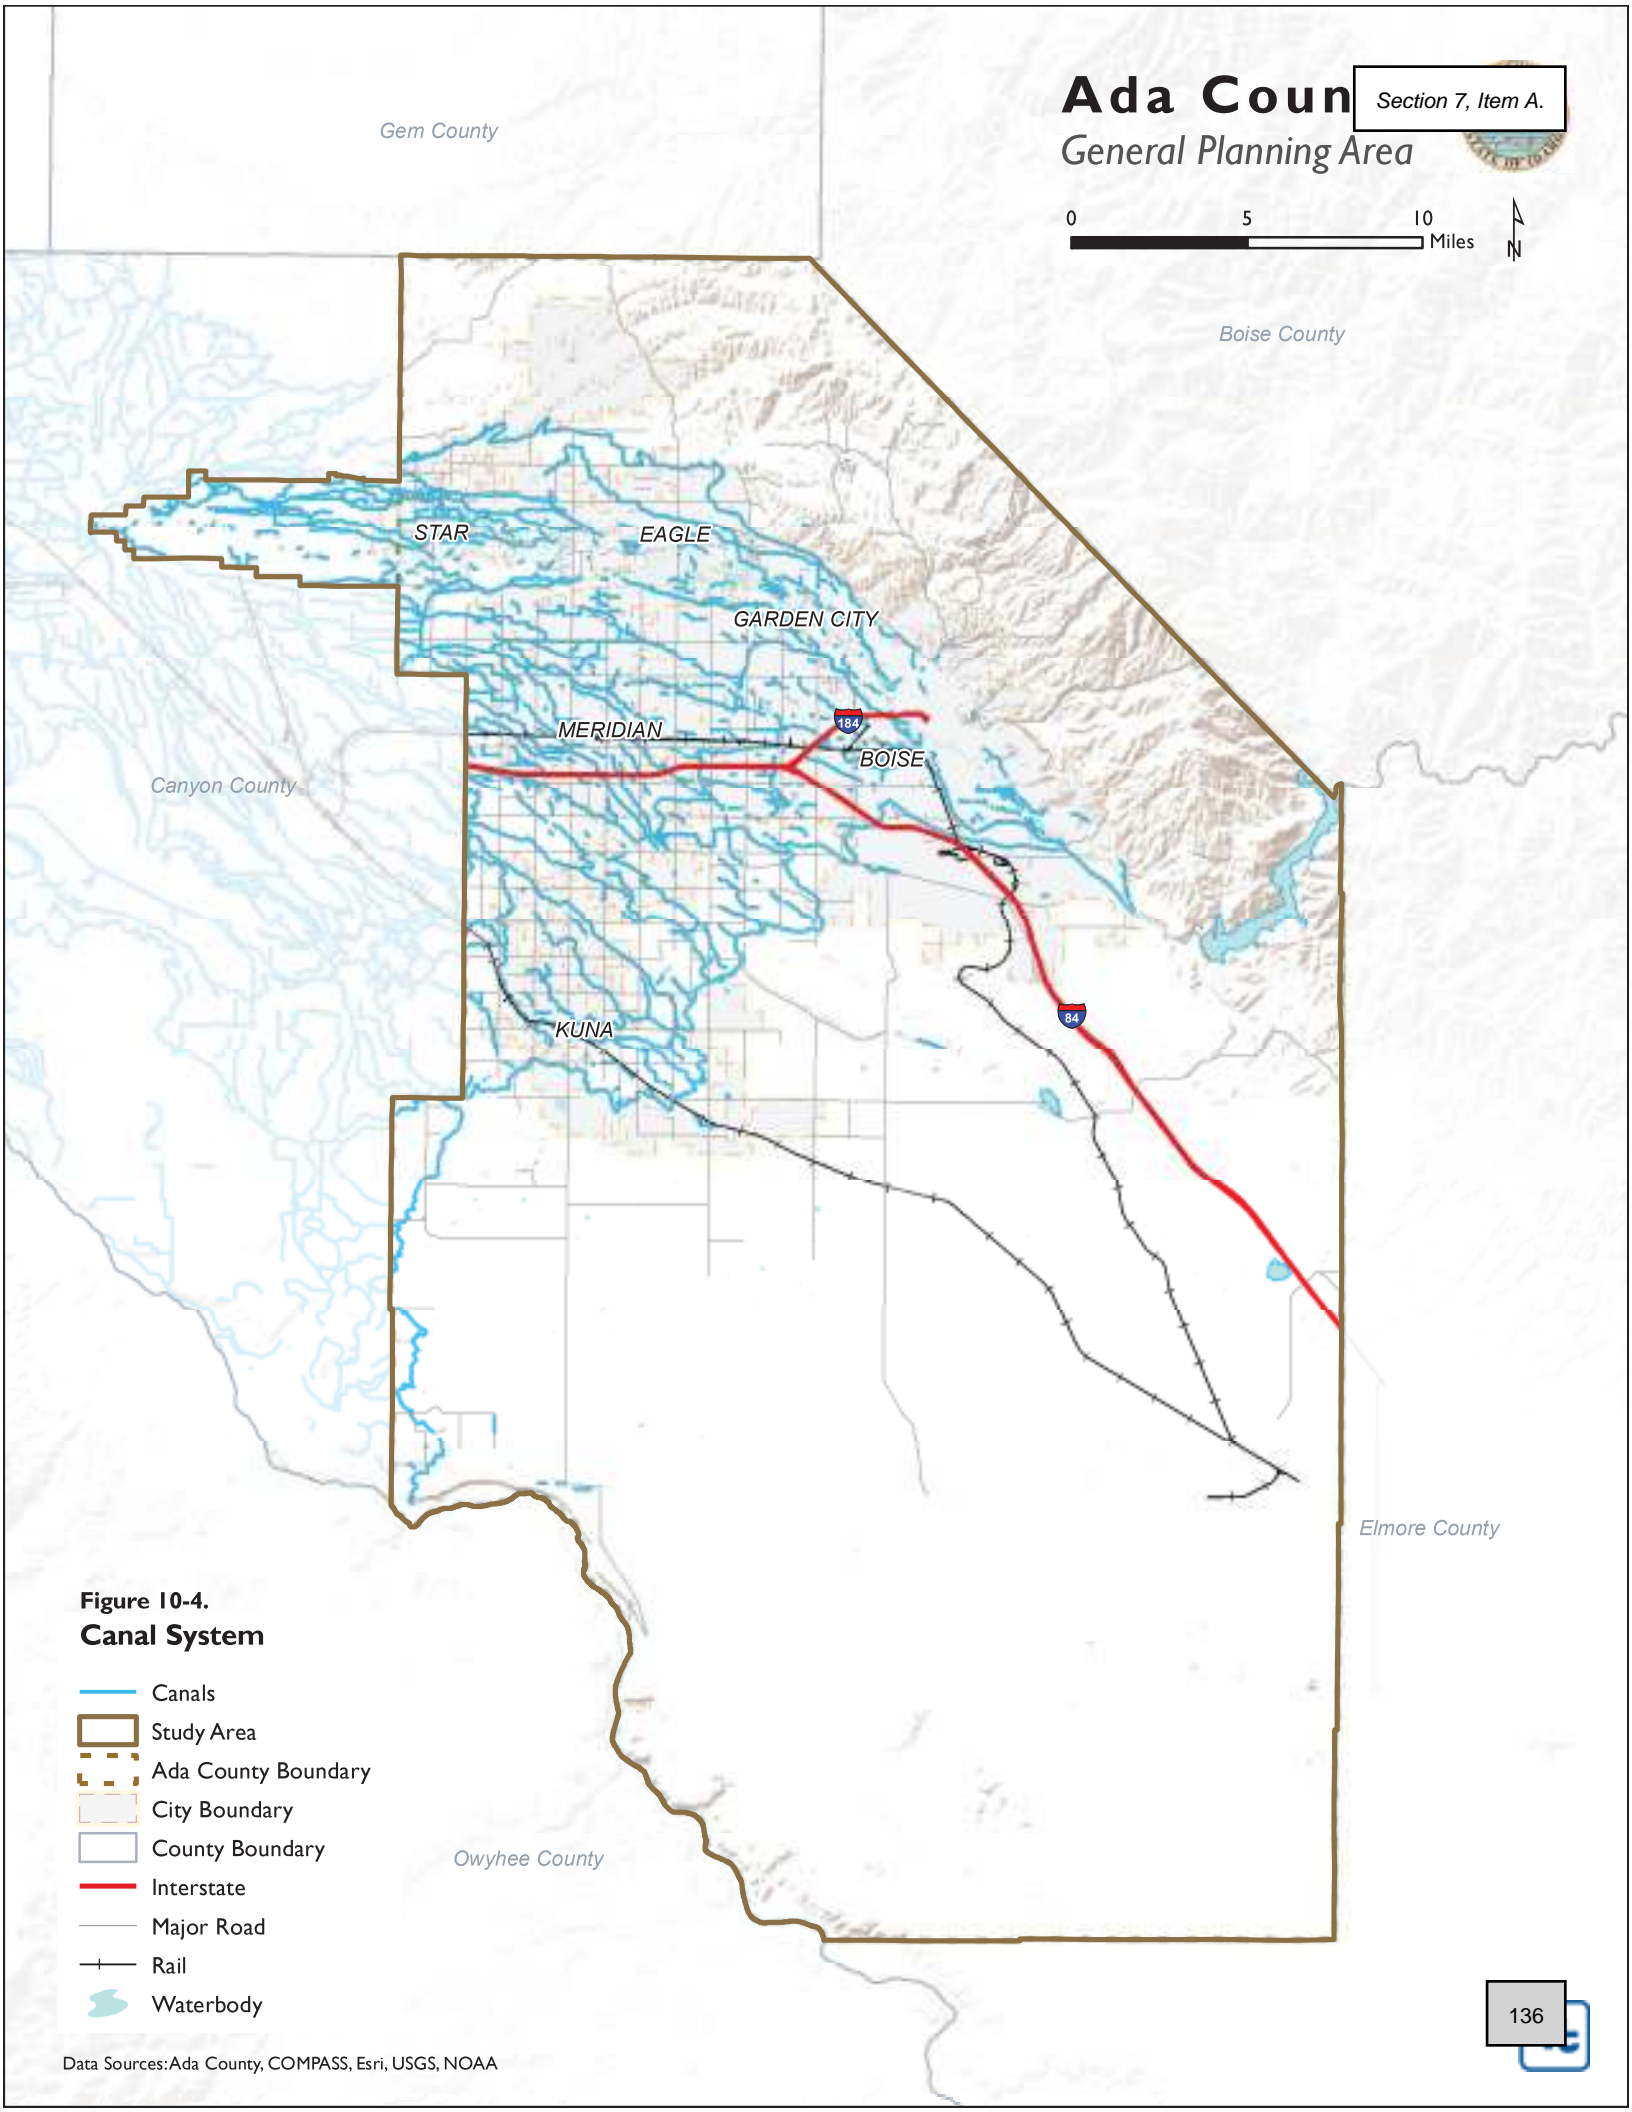 Ada Coun
Section 7, Item A.
General Planning Area
0 5 10
Miles
N
Gem County
Boise County
STAR
EAGLE
GARDEN CITY
184
MERIDIAN
BOISE
Canyon County
84
KUNA
Elmore County
Figure 10-4.
Canal System
Canals
Study Area
Ada County Boundary
City Boundary
County Boundary
Interstate
Major Road
Rail
Waterbody
Owyhee County
136
Data Sources: Ada County, COMPASS, Esri, USGS, NOAA